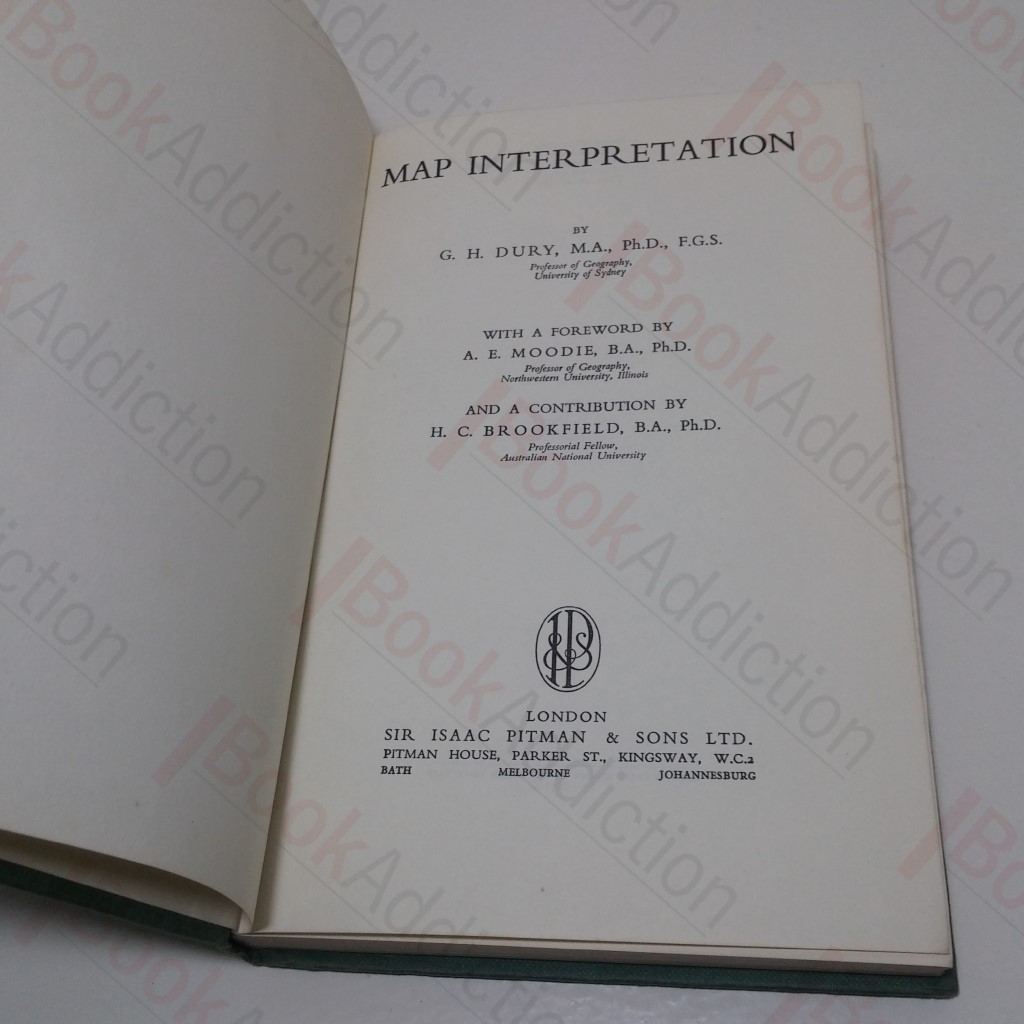 MAP INTERPRETATION
BY
G. H. DURY, M.A., Ph.D., F.G.S.
Professor of Geography,
University of Sydney
WITH A FOREWORD BY
A. E. MOODIE, B.A., Ph.D.
Professor of Geography,
Northwestern University, Illinois
AND A CONTRIBUTION BY
H. C. BROOKFIELD, B.A., Ph.D.
Professorial Fellow,
Australian National University
LONDON
SIR ISAAC PITMAN & SONS LTD.
PITMAN HOUSE, PARKER ST., KINGSWAY, W.C.2
BATH MELBOURNE JOHANNESBURG
BookAddiction